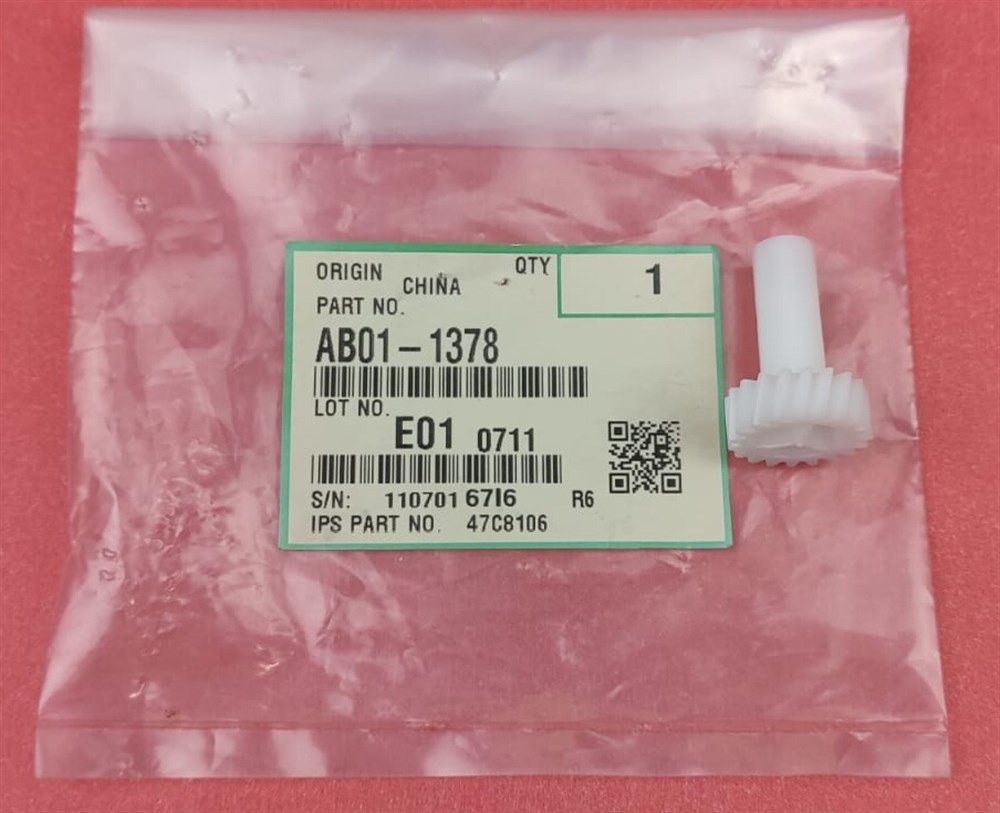 ORIGIN CHINA QTY 1
PART NO.
AB01-1378
LOT NO.
E01 0711
S/N: 110701 6716 R6
IPS PART NO. 47C8106